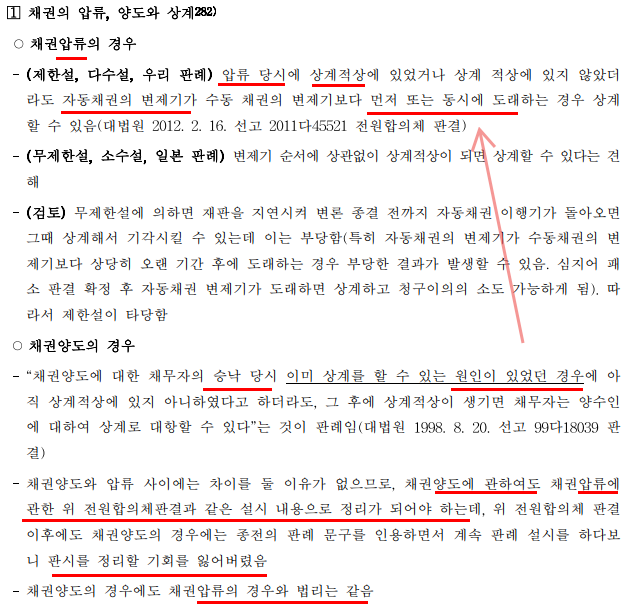 1 채권의 압류, 양도와 상계282)
○ 채권압류의 경우
- (제한설, 다수설, 우리 판례) 압류 당시에 상계적상에 있었거나 상계 적상에 있지 않았더
라도 자동채권의 변제기가 수동 채권의 변제기보다 먼저 또는 동시에 도래하는 경우 상계
할 수 있음(대법원 2012. 2. 16. 선고 2011다45521 전원합의체 판결)
- (무제한설, 소수설, 일본 판례) 변제기 순서에 상관없이 상계적상이 되면 상계할 수 있다는 견
해
- (검토) 무제한설에 의하면 재판을 지연시켜 변론 종결 전까지 자동채권 이행기가 돌아오면
그때 상계해서 기각시킬 수 있는데 이는 부당함(특히 자동채권의 변제기가 수동채권의 변
제기보다 상당히 오랜 기간 후에 도래하는 경우 부당한 결과가 발생할 수 있음. 심지어 패
소 판결 확정 후 자동채권 변제기가 도래하면 상계하고 청구이의의 소도 가능하게 됨). 따
라서 제한설이 타당함
○ 채권양도의 경우
- “채권양도에 대한 채무자의 승낙 당시 이미 상계를 할 수 있는 원인이 있었던 경우에 아
직 상계적상에 있지 아니하였다고 하더라도, 그 후에 상계적상이 생기면 채무자는 양수인
에 대하여 상계로 대항할 수 있다”는 것이 판례임(대법원 1998. 8. 20. 선고 99다18039 판
결)
- 채권양도와 압류 사이에는 차이를 둘 이유가 없으므로, 채권양도에 관하여도 채권압류에
관한 위 전원합의체판결과 같은 설시 내용으로 정리가 되어야 하는데, 위 전원합의체 판결
이후에도 채권양도의 경우에는 종전의 판례 문구를 인용하면서 계속 판례 설시를 하다보
니 판시를 정리할 기회를 잃어버렸음
- 채권양도의 경우에도 채권압류의 경우와 법리는 같음